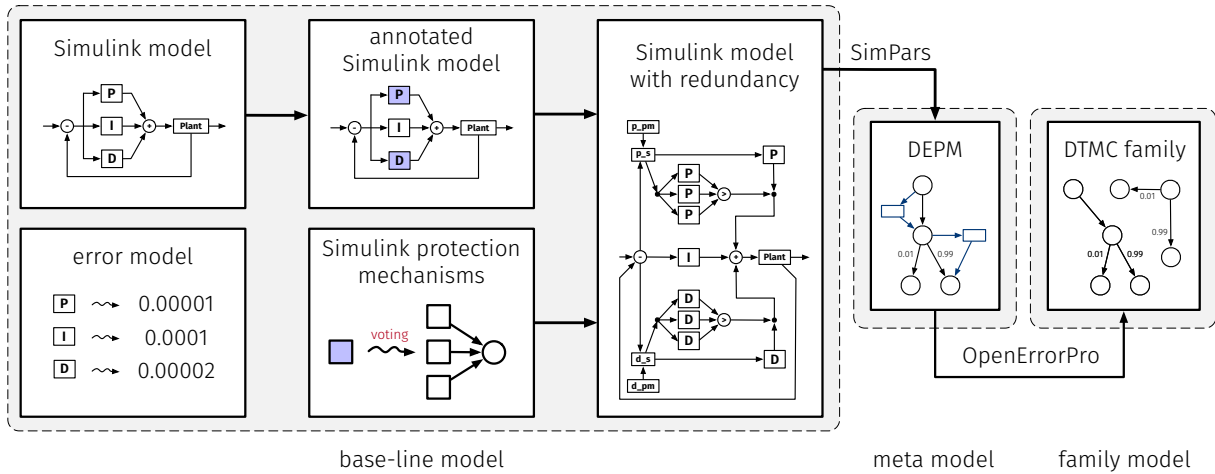 Simulink model
P
I
D
-
+
Plant
annotated
Simulink model
P
I
D
-
+
Plant
error model
P 0.00001
I 0.0001
D 0.00002
Simulink protection
mechanisms
voting
Simulink model
with redundancy
p_pm
p_s
P
P
P
P
>
-
I
+
Plant
D
D
D
>
d_s
D
d_pm
SimPars
DEPM
0.01
0.99
DTMC family
0.01
0.99
0.01
0.99
OpenErrorPro
base-line model
meta model
family model